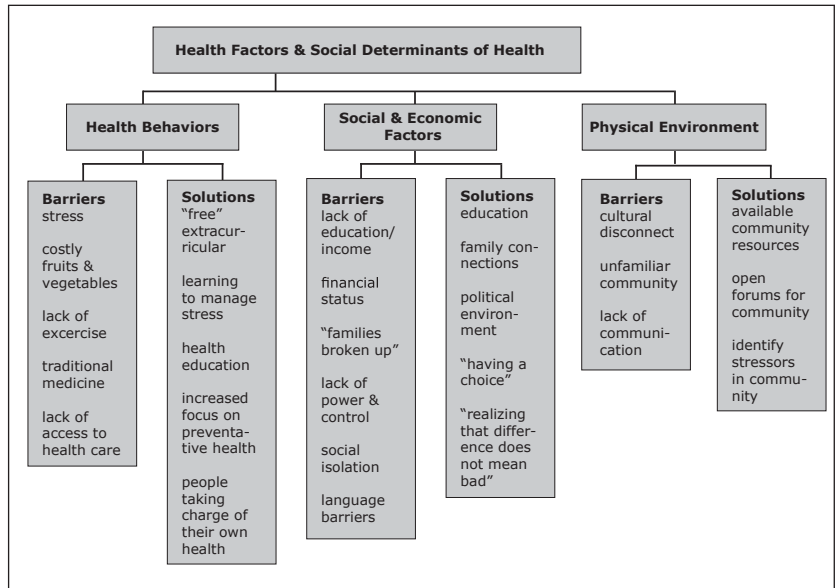 Health Factors & Social Determinants of Health
Health Behaviors
Social & Economic
Factors
Physical Environment
Barriers
stress
costly
fruits &
vegetables
lack of
excercise
traditional
medicine
lack of
access to
health care
Solutions
“free”
extracur-
ricular
learning
to manage
stress
health
education
increased
focus on
preventa-
tive health
people
taking
charge of
their own
health
Barriers
lack of
education/
income
financial
status
“families
broken up”
lack of
power &
control
social
isolation
language
barriers
Solutions
education
family con-
nections
political
environ-
ment
“having a
choice”
“realizing
that differ-
ence does
not mean
bad”
Barriers
cultural
disconnect
unfamiliar
community
lack of
communi-
cation
Solutions
available
community
resources
open
forums for
community
identify
stressors
in commu-
nity